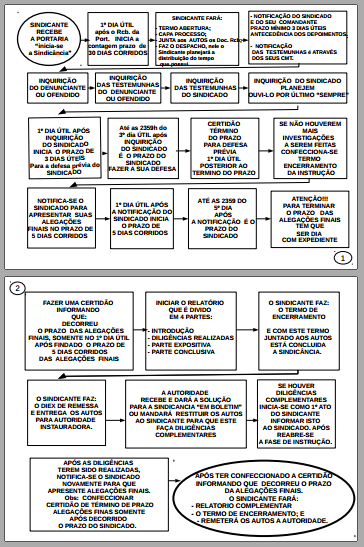 SINDICANTE
RECEBE
A PORTARIA
"inicia-se
a Sindicância"
1º DIA ÚTIL
após o Rcb. da
Port. INICIA a
contagem prazo de
30 DIAS CORRIDOS
SINDICANTE FARÁ:
- TERMO ABERTURA;
- CAPA PROCESSO;
- JUNTA aos AUTOS os Doc. Rcb;
- FAZ O DESPACHO, nele o
Sindicante planejará a
distribuição do tempo
que possui.
- NOTIFICAÇÃO DO SINDICADO
E DO SEU COMANDANTE
PRAZO MÍNIMO 3 DIAS ÚTEIS
ANTECEDÊNCIA DOS DEPOIMENTOS.
- NOTIFICAÇÃO
DAS TESTEMUNHAS É ATRAVÉS
DOS SEUS CMT.
INQUIRIÇÃO
DO DENUNCIANTE
OU OFENDIDO
INQUIRIÇÃO
DAS TESTEMUNHAS
DO DENUNCIANTE
OU OFENDIDO
INQUIRIÇÃO
DAS TESTEMUNHAS
DO SINDICADO
INQUIRIÇÃO DO SINDICADO
PLANEJEM
OUVI-LO POR ÚLTIMO "SEMPRE"
1º DIA ÚTIL APÓS
INQUIRIÇÃO DO
SINDICADO
INICIA O PRAZO DE
3 DIAS ÚTEIS
Para a defesa prévia do
SINDICADO
Até as 2359h do
3º dia útil após
INQUIRIÇÃO
DO SINDICADO
É O PRAZO DO
SINDICADO
FAZER A SUA DEFESA
CERTIDÃO
TÉRMINO
DO PRAZO
PARA DEFESA
PRÉVIA
1º DIA ÚTIL
POSTERIOR AO
TERMINO DO PRAZO
SE NÃO HOUVEREM
MAIS
INVESTIGAÇÕES
A SEREM FEITAS
CONFECCIONA-SE
TERMO
ENCERRAMENTO
DA INSTRUÇÃO
NOTIFICA-SE O
SINDICADO PARA
APRESENTAR SUAS
ALEGAÇÕES
FINAIS NO PRAZO DE
5 DIAS CORRIDOS
1º DIA ÚTIL APÓS
A NOTIFICAÇÃO DO
SINDICADO INICIA
O PRAZO DE
5 DIAS CORRIDOS
ATÉ AS 2359 DO
5º DIA
APÓS
A NOTIFICAÇÃO É O
PRAZO DO
SINDICADO
ATENÇÃO!!!
PARA TERMINAR
O PRAZO DAS
ALEGAÇÕES FINAIS
TEM QUE
SER DIA
COM EXPEDIENTE
1
2
FAZER UMA CERTIDÃO
INFORMANDO
QUE:
DECORREU
O PRAZO DAS ALEGAÇÕES
FINAIS, SOMENTE NO 1º DIA ÚTIL
APÓS FINDADO O PRAZO DE
5 DIAS CORRIDOS
DAS ALEGAÇÕES FINAIS
INICIAR O RELATÓRIO
QUE É DIVIDO
EM 4 PARTES:
- INTRODUÇÃO
- DILIGÊNCIAS REALIZADAS
- PARTE EXPOSITIVA
- PARTE CONCLUSIVA
O SINDICANTE FAZ:
O TERMO DE
ENCERRAMENTO
E COM ESTE TERMO
JUNTADO AOS AUTOS
ESTÁ CONCLUÍDA
A SINDICÂNCIA.
O SINDICANTE FAZ:
O DIEX DE REMESSA
E ENTREGA OS AUTOS
PARA AUTORIDADE
INSTAURADORA.
A AUTORIDADE
RECEBE E DARÁ A SOLUÇÃO
PARA A SINDICANCIA "EM BOLETIM"
OU MANDARÁ RESTITUIR OS AUTOS
AO SINDICANTE PARA QUE ESTE
FAÇA DILIGÊNCIAS
COMPLEMENTARES
SE HOUVER
DILIGÊNCIAS
COMPLEMENTARES
INICIA-SE COMO 1º ATO
DO SINDICANTE
INFORMAR ISTO
AO SINDICADO. APÓS
REABRE-SE
A FASE DE INSTRUÇÃO.
APÓS AS DILIGÊNCIAS
TEREM SIDO REALIZADAS,
NOTIFICA-SE O SINDICADO
NOVAMENTE PARA QUE
APRESENTE ALEGAÇÕES FINAIS.
Obs: CONFECCIONAR
CERTIDÃO DE TÉRMINO DE PRAZO
ALEGAÇÕES FINAS SOMENTE
APÓS DECORRIDO
O PRAZO DO SINDICADO.
APÓS TER CONFECCIONADO A CERTIDÃO
INFORMANDO QUE DECORREU O PRAZO
DA ALEGAÇÕES FINAIS.
O SINDICANTE FARÁ:
- RELATORIO COMPLEMENTAR
- O TERMO DE ENCERRAMENTO; E
- REMETERÁ OS AUTOS A AUTORIDADE.